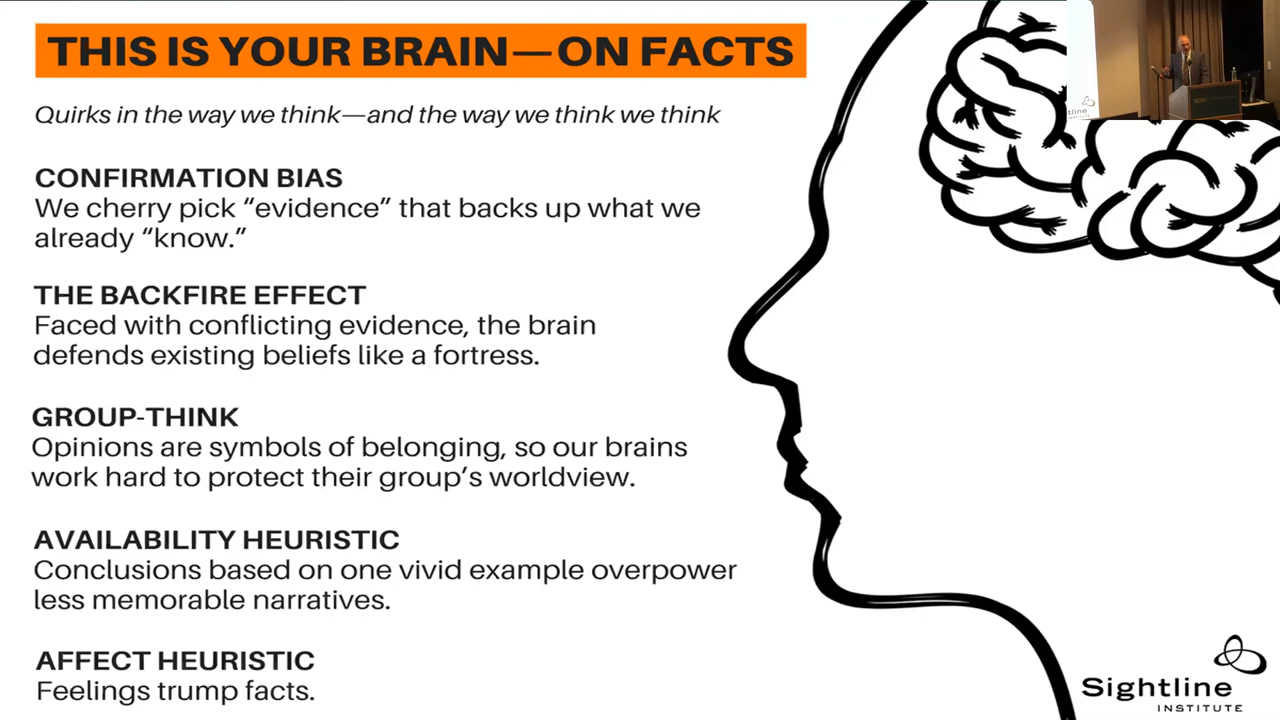 THIS IS YOUR BRAIN—ON FACTS
Quirks in the way we think—and the way we think we think
CONFIRMATION BIAS
We cherry pick “evidence” that backs up what we
already “know.”
THE BACKFIRE EFFECT
Faced with conflicting evidence, the brain
defends existing beliefs like a fortress.
GROUP-THINK
Opinions are symbols of belonging, so our brains
work hard to protect their group’s worldview.
AVAILABILITY HEURISTIC
Conclusions based on one vivid example overpower
less memorable narratives.
AFFECT HEURISTIC
Feelings trump facts.
Sightline
INSTITUTE